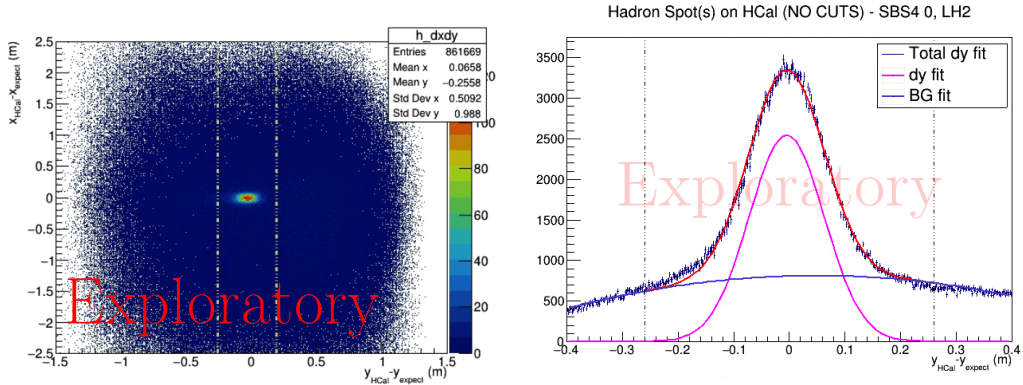 Hadron Spot(s) on HCal (NO CUTS) - SBS4 0, LH2
h_dxdy
Entries 861669
Mean x 0.0658
Mean y −0.2558
Std Dev x 0.5092
Std Dev y 0.988
x_HCal-x_expect (m)
2.5
2
1.5
1
0.5
0
−0.5
−1
−1.5
−2
−2.5
−1.5 −1 −0.5 0 0.5 1 1.5
y_HCal-y_expect (m)
20
100
80
60
40
20
0
Exploratory
Total dy fit
dy fit
BG fit
3500
3000
2500
2000
1500
1000
500
0
−0.4 −0.3 −0.2 −0.1 0 0.1 0.2 0.3 0.4
y_HCal-y_expect (m)
Exploratory